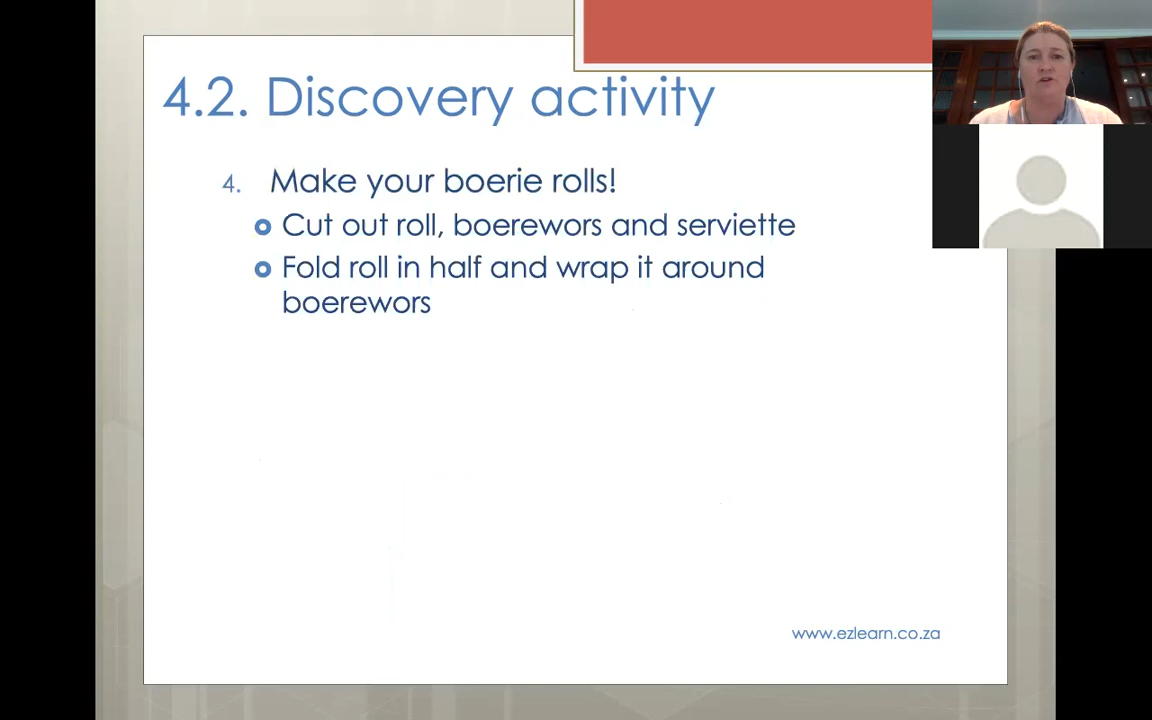 4.2. Discovery activity
4. Make your boerie rolls!
Cut out roll, boerewors and serviette
Fold roll in half and wrap it around
boerewors
www.ezlearn.co.za